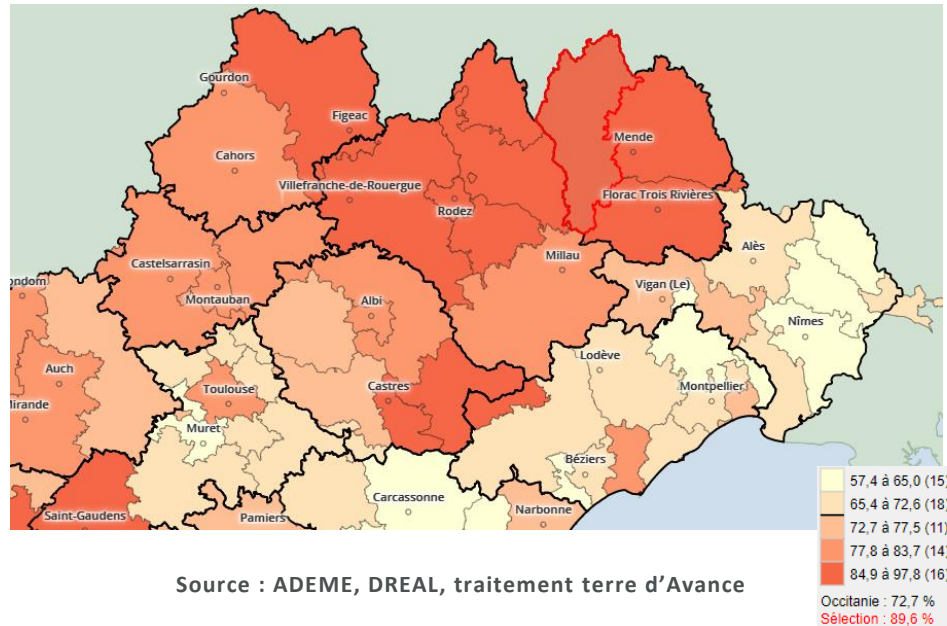 Gourdon
Figeac
Cahors
Mende
Villefranche-de-Rouergue
Rodez
Florac Trois Rivières
Castelsarrasin
Montauban
Albi
Millau
Vigan (Le)
Alès
Nîmes
Auch
Toulouse
Castres
Lodève
Montpellier
Muret
Béziers
Carcassonne
Saint-Gaudens
Pamiers
Narbonne
57,4 à 65,0 (15)
65,4 à 72,6 (18)
72,7 à 77,5 (11)
77,8 à 83,7 (14)
84,9 à 97,8 (16)
Occitanie : 72,7 %
Sélection : 89,6 %
Source : ADEME, DREAL, traitement terre d’Avance